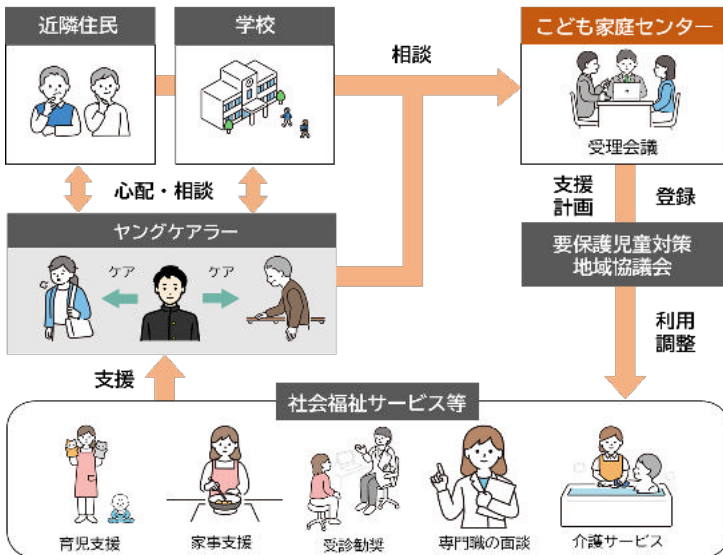 近隣住民
学校
相談
こども家庭センター
受理会議
心配・相談
支援
計画
登録
ヤングケアラー
ケア
ケア
要保護児童対策
地域協議会
利用
調整
支援
社会福祉サービス等
育児支援
家事支援
受診勧奨
専門職の面談
介護サービス